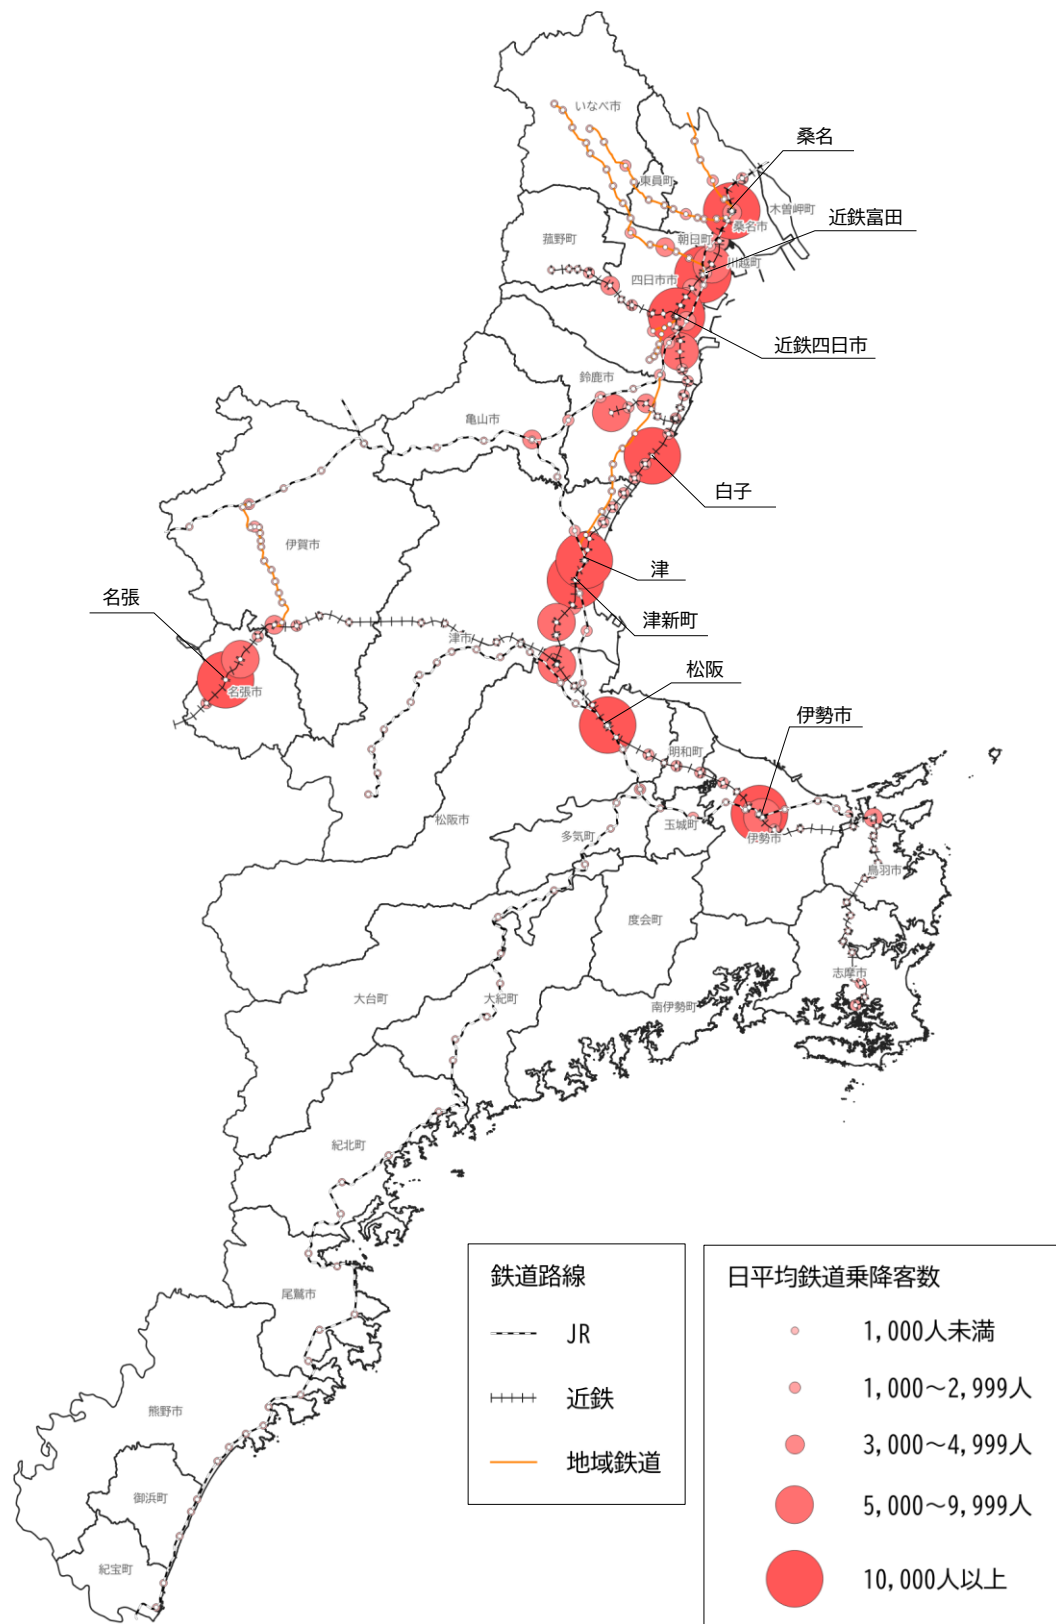 いなべ市
桑名
東員町
木曽岬町
桑名市
近鉄富田
菰野町
朝日町
川越町
四日市市
近鉄四日市
鈴鹿市
亀山市
白子
伊賀市
津
名張
津新町
津市
松阪
名張市
伊勢市
明和町
松阪市
多気町
玉城町
伊勢市
鳥羽市
度会町
志摩市
大台町
大紀町
南伊勢町
紀北町
尾鷲市
熊野市
御浜町
紀宝町
鉄道路線
JR
近鉄
地域鉄道
日平均鉄道乗降客数
1,000人未満
1,000～2,999人
3,000～4,999人
5,000～9,999人
10,000人以上